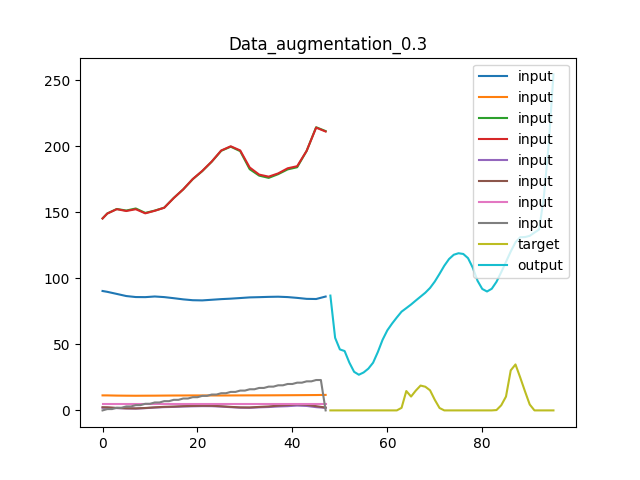 Data_augmentation_0.3
250
200
150
100
50
0
0
20
40
60
80
input
input
input
input
input
input
input
input
target
output